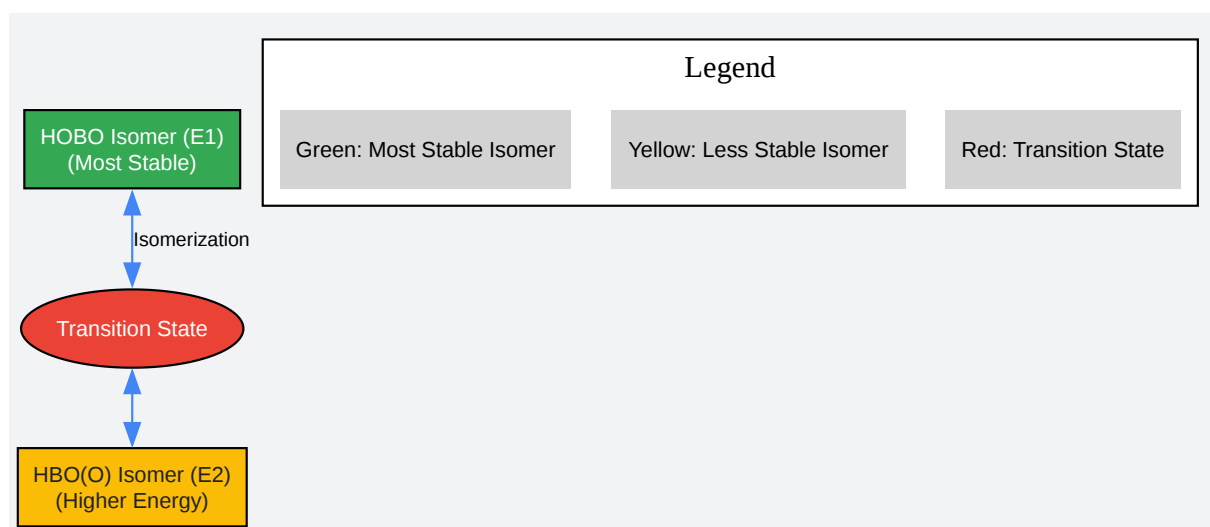 Legend
HOBO Isomer (E1)
(Most Stable)
Green: Most Stable Isomer
Yellow: Less Stable Isomer
Red: Transition State
Isomerization
Transition State
HBO(O) Isomer (E2)
(Higher Energy)